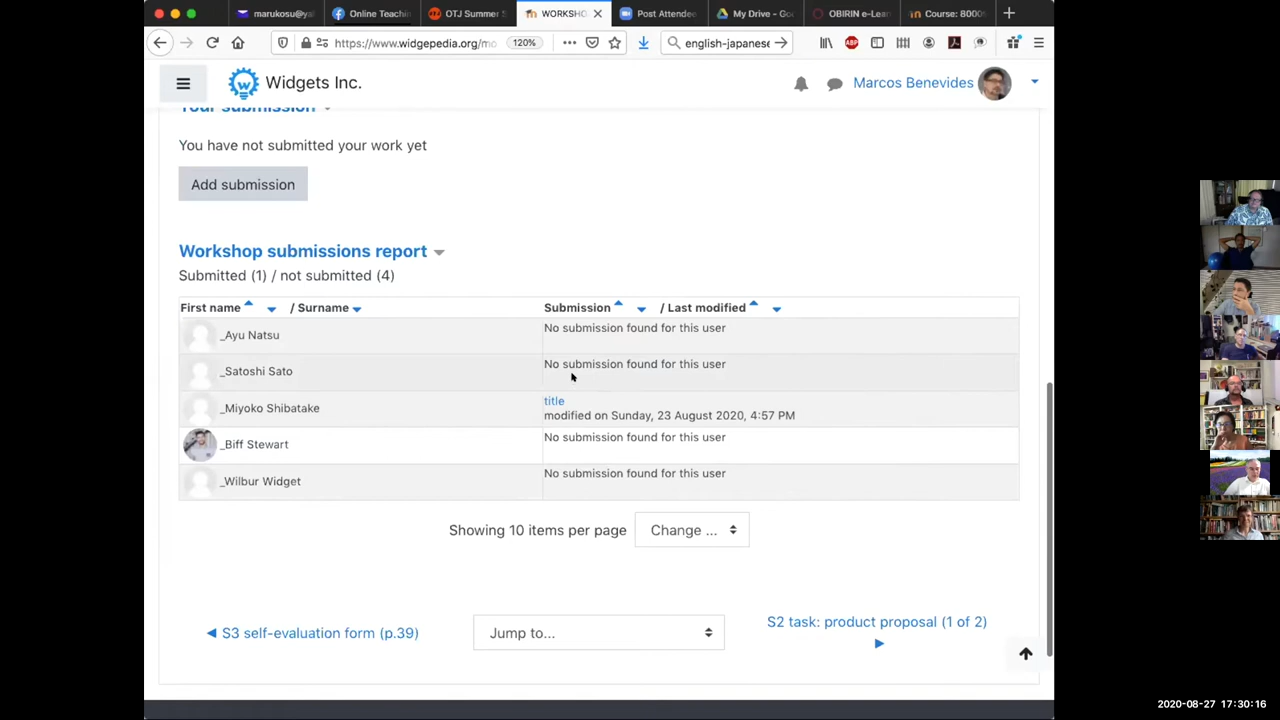 marukosu@ya
Online Teachin
OTJ Summer S
WORKSHO
Post Attendee
My Drive - Goo
OBIRIN e-Lear
Course: 80005
https://www.widgepedia.org/mo
120%
english-japanese
ABP
Widgets Inc.
Marcos Benevides
Your submission
You have not submitted your work yet
Add submission
Workshop submissions report
Submitted (1) / not submitted (4)
First name / Surname Submission / Last modified
_Ayu Natsu No submission found for this user
_Satoshi Sato No submission found for this user
_Miyoko Shibatake title
modified on Sunday, 23 August 2020, 4:57 PM
_Biff Stewart No submission found for this user
_Wilbur Widget No submission found for this user
Showing 10 items per page Change ...
◀ S3 self-evaluation form (p.39)
Jump to...
S2 task: product proposal (1 of 2)
▶
2020-08-27 17:30:16